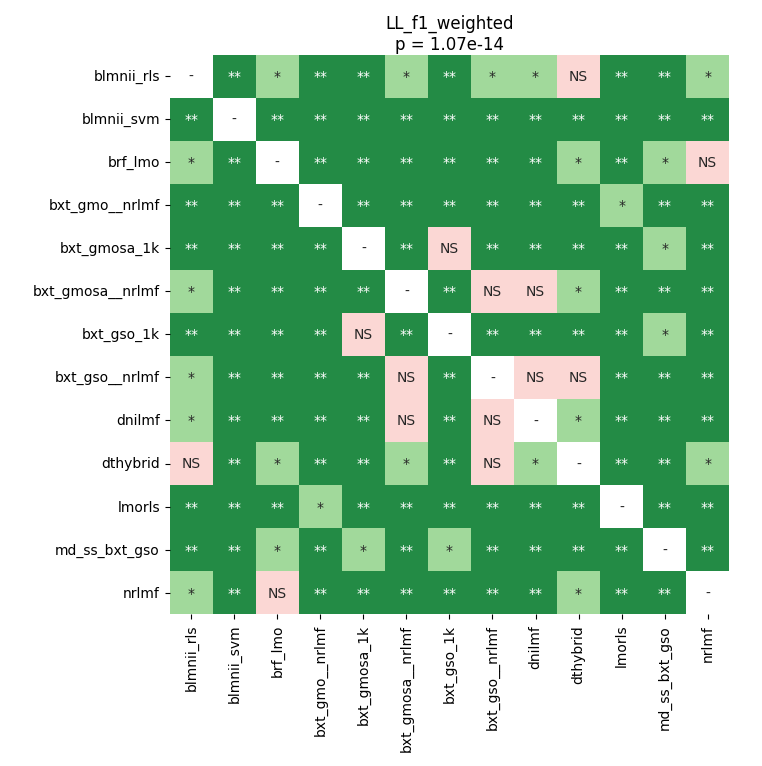 LL_f1_weighted
p = 1.07e-14
blmnii_rls - ** * ** ** * ** * * NS ** ** *
blmnii_svm ** - ** ** ** ** ** ** ** ** ** ** **
brf_lmo * ** - ** ** ** ** ** ** * ** * NS
bxt_gmo__nrlmf ** ** ** - ** ** ** ** ** ** * ** **
bxt_gmosa_1k ** ** ** ** - ** NS ** ** ** ** * **
bxt_gmosa__nrlmf * ** ** ** ** - ** NS NS * ** ** **
bxt_gso_1k ** ** ** ** NS ** - ** ** ** ** * **
bxt_gso__nrlmf * ** ** ** ** NS ** - NS NS ** ** **
dnilmf * ** ** ** ** NS ** NS - * ** ** **
dthybrid NS ** * ** ** * ** NS * - ** ** *
lmorls ** ** ** * ** ** ** ** ** ** - ** **
md_ss_bxt_gso ** ** * ** * ** * ** ** ** ** - **
nrlmf * ** NS ** ** ** ** ** ** * ** ** -
blmnii_rls
blmnii_svm
brf_lmo
bxt_gmo__nrlmf
bxt_gmosa_1k
bxt_gmosa__nrlmf
bxt_gso_1k
bxt_gso__nrlmf
dnilmf
dthybrid
lmorls
md_ss_bxt_gso
nrlmf